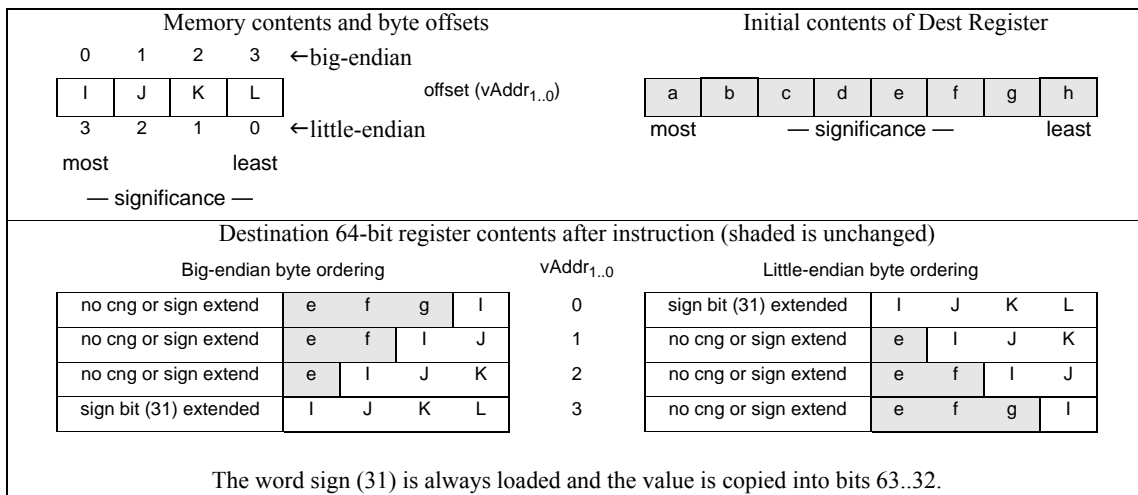 Memory contents and byte offsets
Initial contents of Dest Register
0 1 2 3 ←big-endian
I J K L offset (vAddr1..0) a b c d e f g h
3 2 1 0 ←little-endian most — significance — least
most least
— significance —
Destination 64-bit register contents after instruction (shaded is unchanged)
Big-endian byte ordering vAddr1..0 Little-endian byte ordering
no cng or sign extend e f g I 0 sign bit (31) extended I J K L
no cng or sign extend e f I J 1 no cng or sign extend e I J K
no cng or sign extend e I J K 2 no cng or sign extend e f I J
sign bit (31) extended I J K L 3 no cng or sign extend e f g I
The word sign (31) is always loaded and the value is copied into bits 63..32.